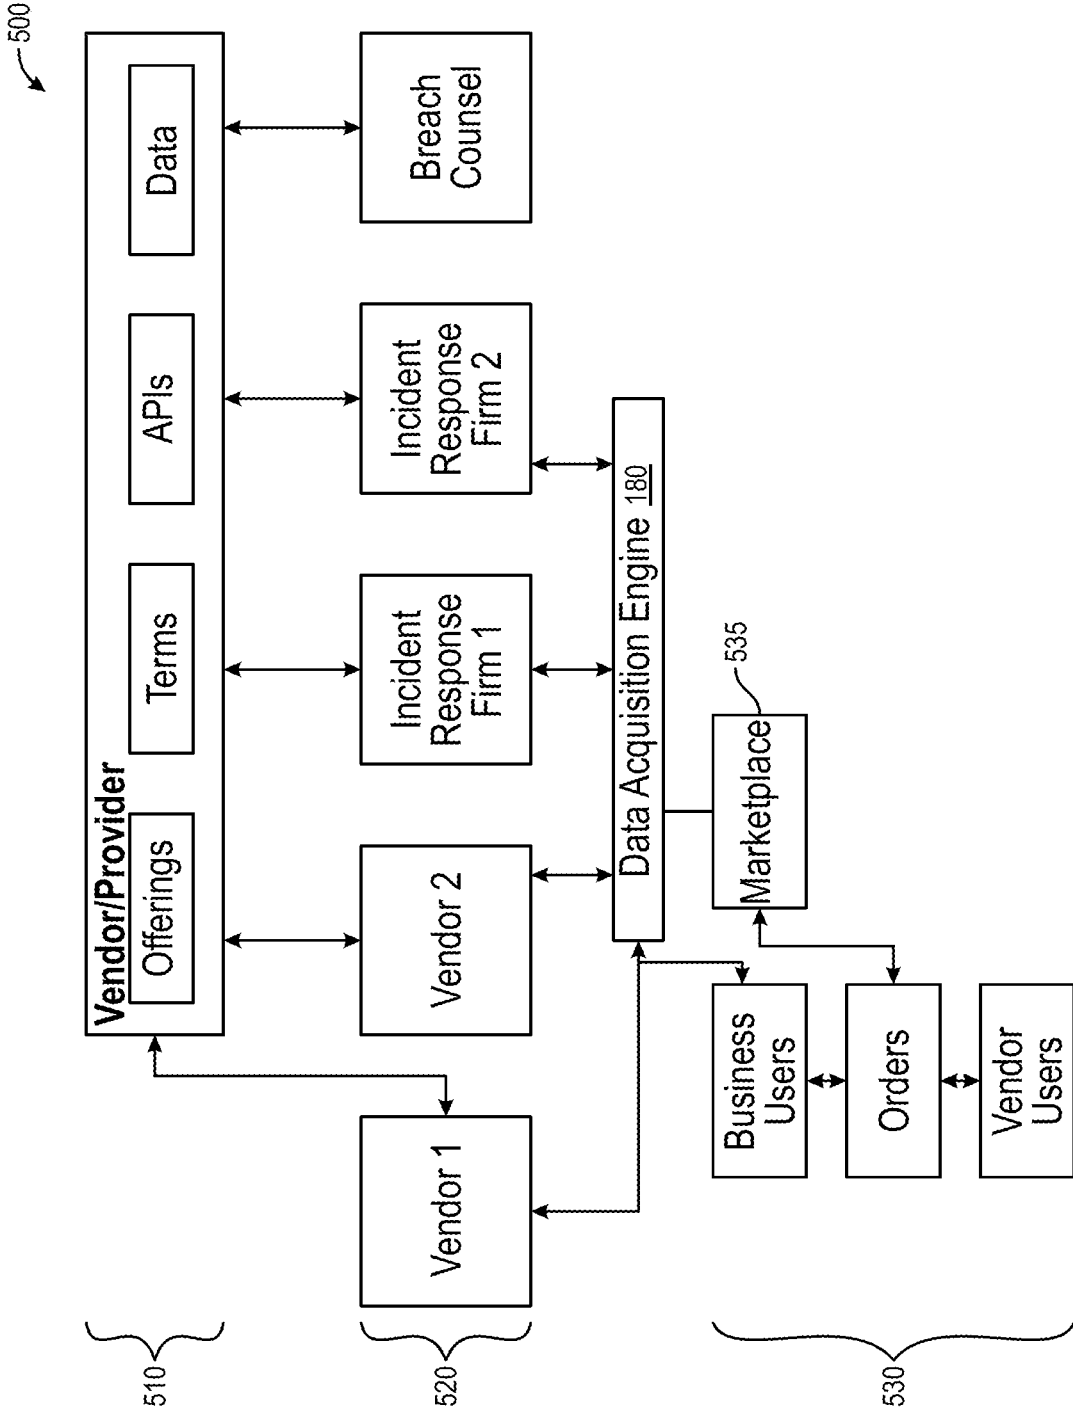 500
Vendor/Provider
Offerings
Terms
APIs
Data
510
Vendor 1
Vendor 2
Incident
Response
Firm 1
Incident
Response
Firm 2
Breach
Counsel
520
Data Acquisition Engine 180
Business
Users
Marketplace
535
Orders
Vendor
Users
530